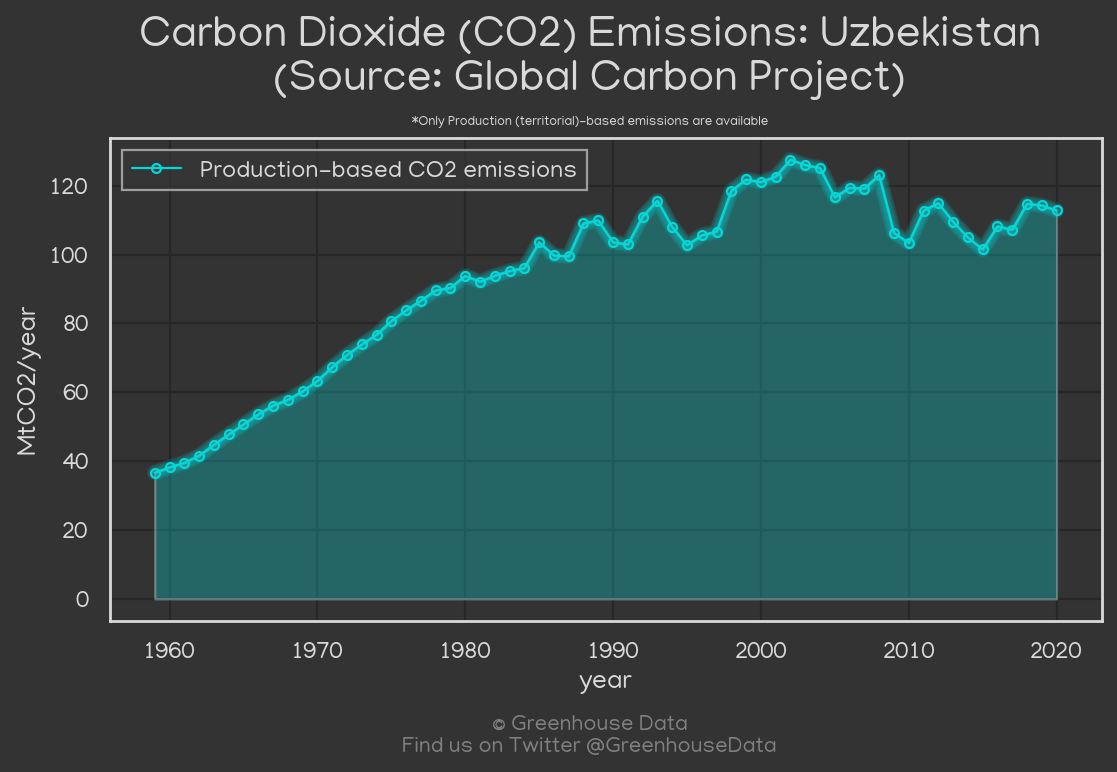 Carbon Dioxide (CO2) Emissions: Uzbekistan
(Source: Global Carbon Project)
*Only Production (territorial)-based emissions are available
Production-based CO2 emissions
MtCO2/year
120
100
80
60
40
20
0
1960 1970 1980 1990 2000 2010 2020
year
© Greenhouse Data
Find us on Twitter @GreenhouseData